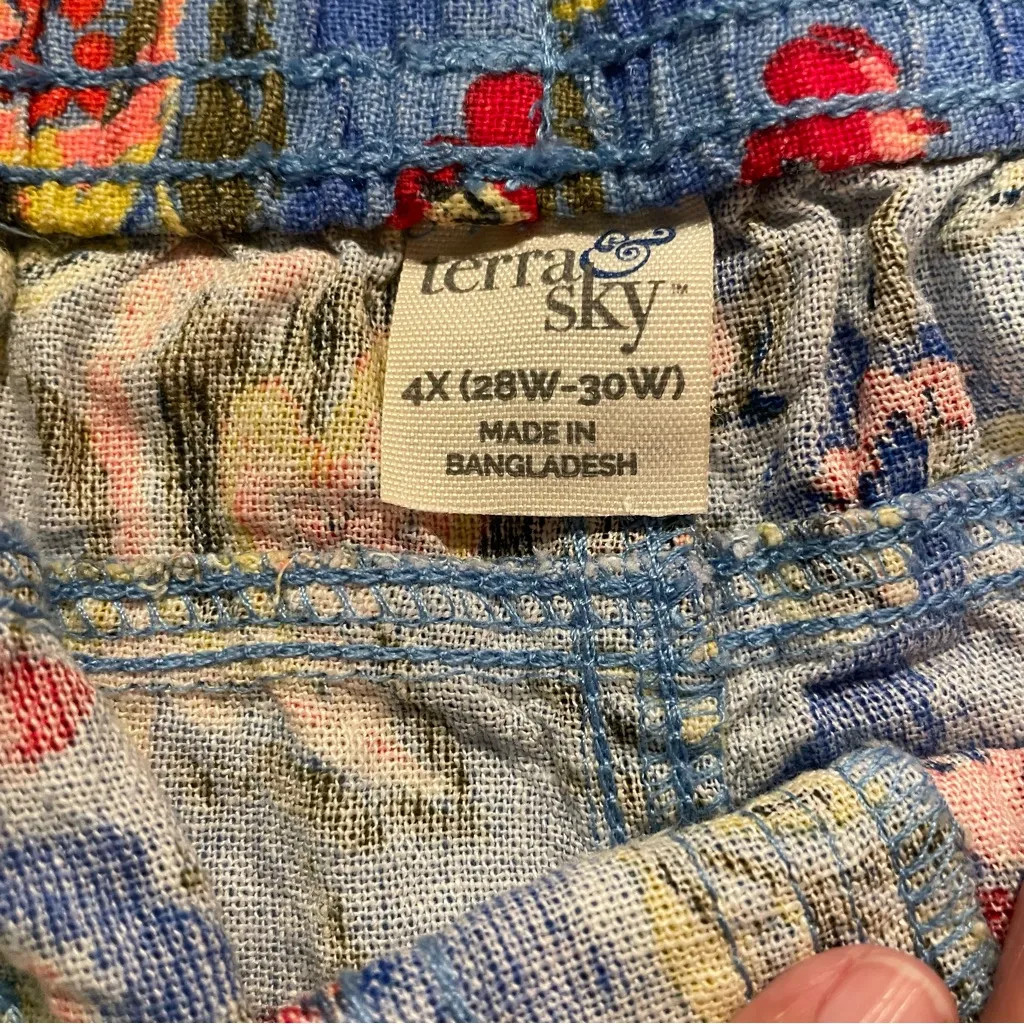 terra &
sky™
4X (28W-30W)
MADE IN
BANGLADESH